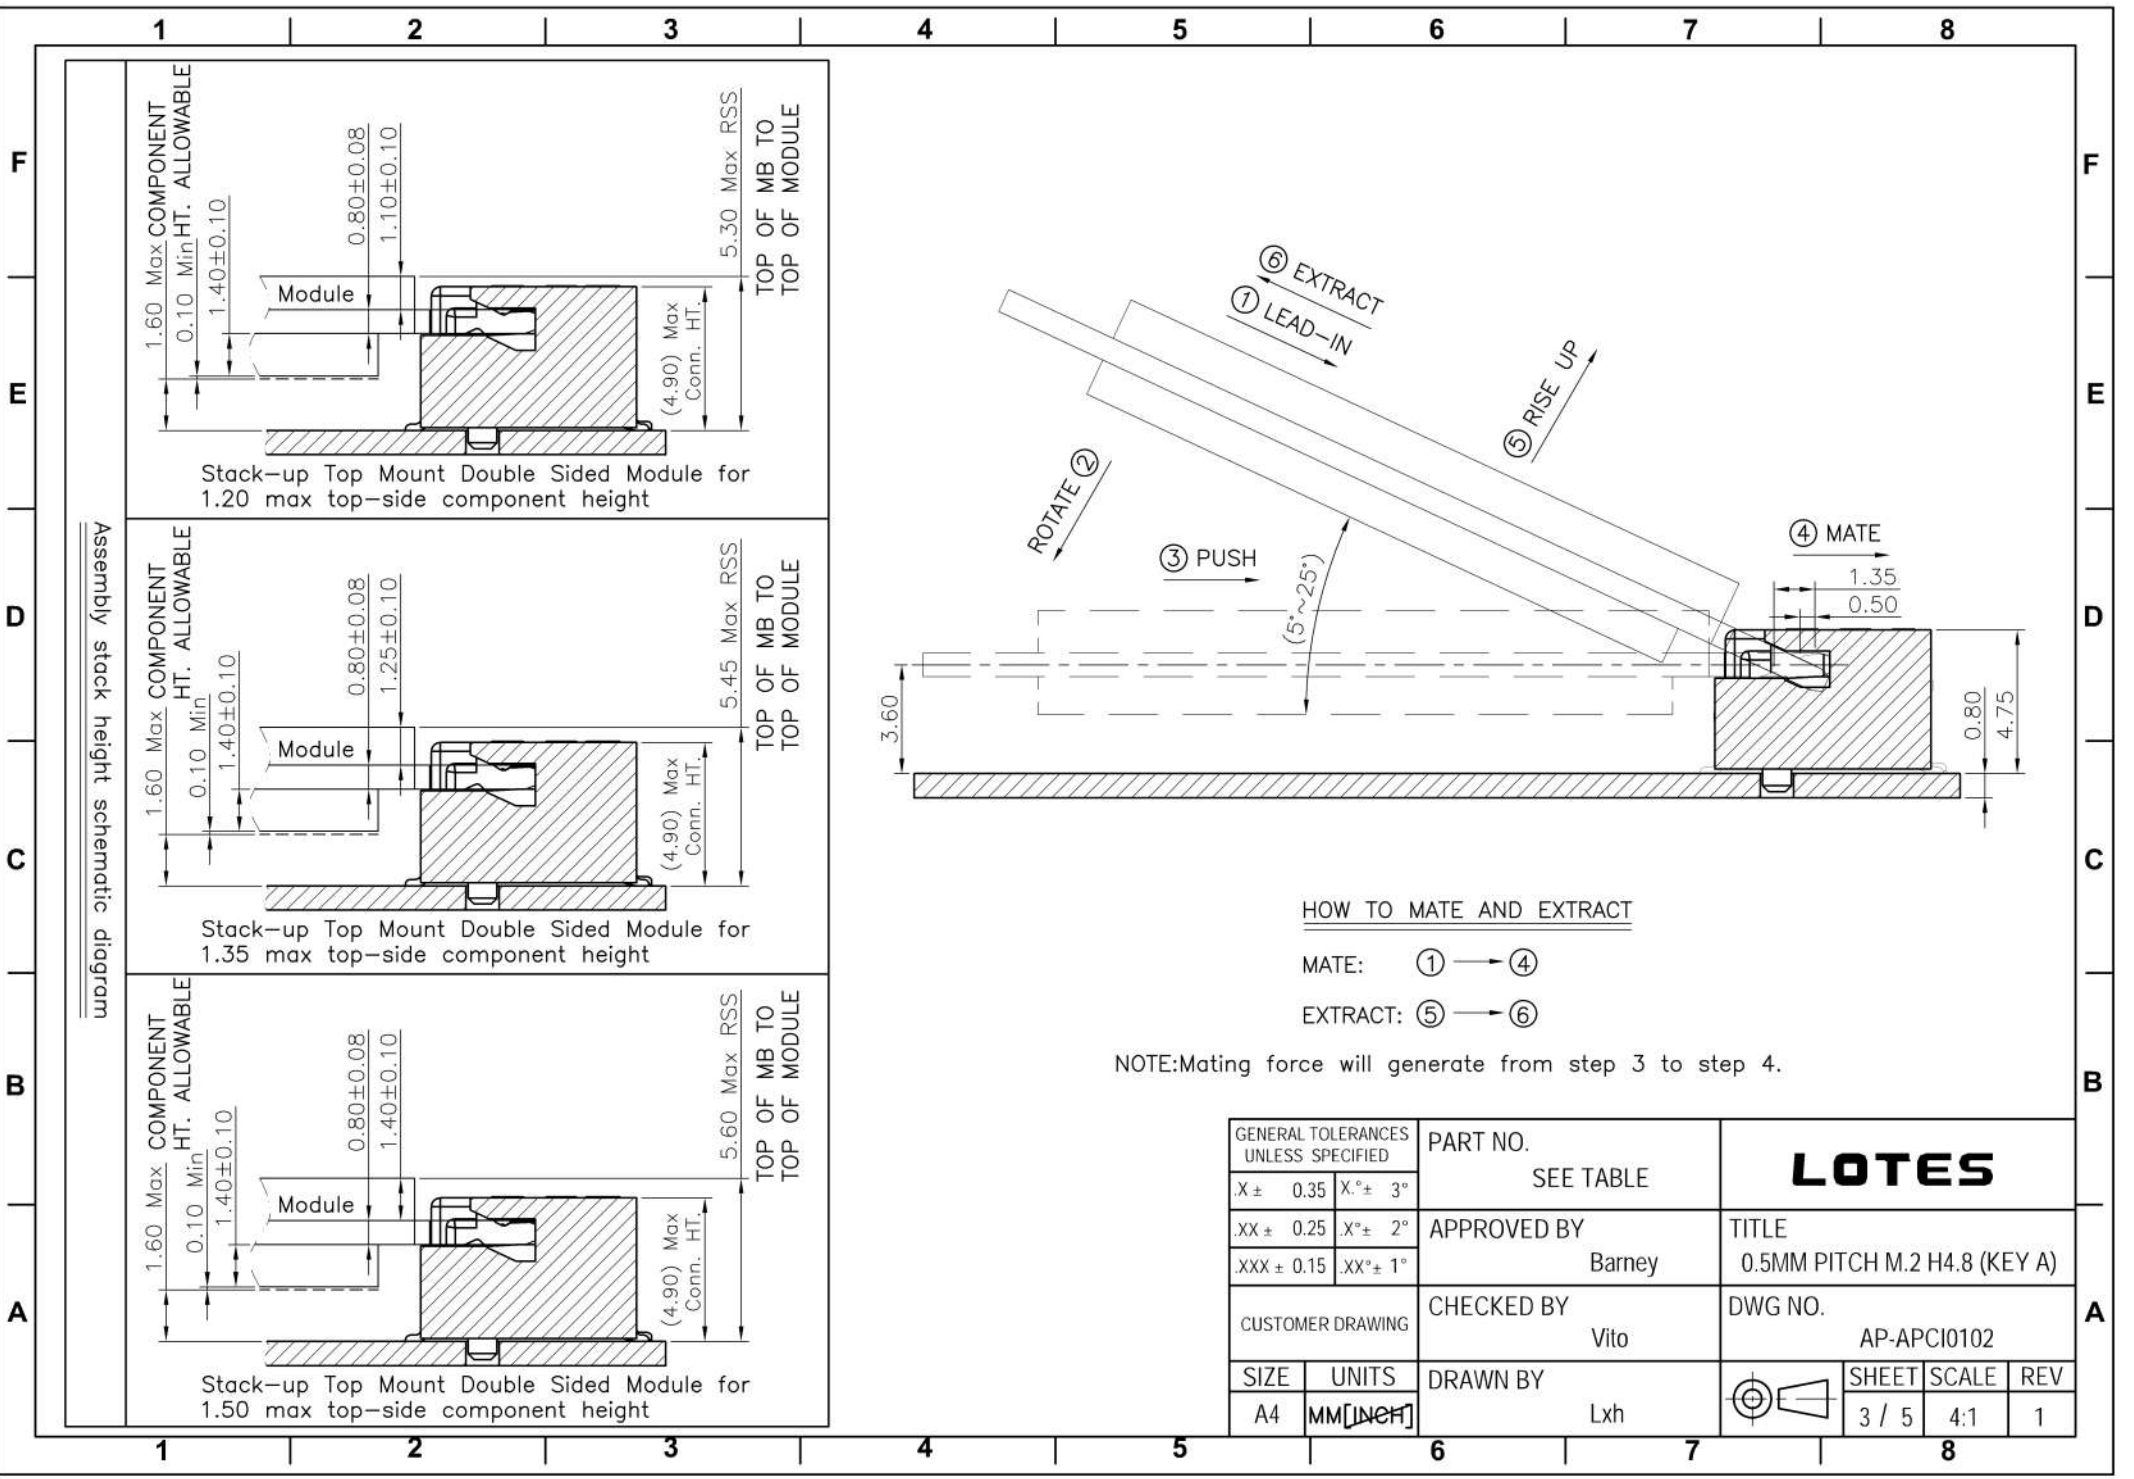 1 2 3 4 5 6 7 8
F
E
D
C
B
A
F
E
D
C
B
A
1 2 3 4 5 6 7 8
Assembly stack height schematic diagram
1.60 Max COMPONENT
HT. ALLOWABLE
0.10 Min
1.40±0.10
0.80±0.08
1.10±0.10
Module
(4.90) Max
Conn. HT.
5.30 Max RSS
TOP OF MB TO
TOP OF MODULE
Stack-up Top Mount Double Sided Module for
1.20 max top-side component height
1.60 Max COMPONENT
HT. ALLOWABLE
0.10 Min
1.40±0.10
0.80±0.08
1.25±0.10
Module
(4.90) Max
Conn. HT.
5.45 Max RSS
TOP OF MB TO
TOP OF MODULE
Stack-up Top Mount Double Sided Module for
1.35 max top-side component height
1.60 Max COMPONENT
HT. ALLOWABLE
0.10 Min
1.40±0.10
0.80±0.08
1.40±0.10
Module
(4.90) Max
Conn. HT.
5.60 Max RSS
TOP OF MB TO
TOP OF MODULE
Stack-up Top Mount Double Sided Module for
1.50 max top-side component height
⑥ EXTRACT
① LEAD-IN
⑤ RISE UP
ROTATE ②
③ PUSH
(5°~25°)
④ MATE
1.35
0.50
3.60
0.80
4.75
HOW TO MATE AND EXTRACT
MATE: ① → ④
EXTRACT: ⑤ → ⑥
NOTE:Mating force will generate from step 3 to step 4.
GENERAL TOLERANCES
UNLESS SPECIFIED
.X ± 0.35 X.°± 3°
.XX ± 0.25 .X°± 2°
.XXX ± 0.15 .XX°± 1°
CUSTOMER DRAWING
SIZE UNITS
A4 MM[INCH]
PART NO.
SEE TABLE
APPROVED BY
Barney
CHECKED BY
Vito
DRAWN BY
Lxh
LOTES
TITLE
0.5MM PITCH M.2 H4.8 (KEY A)
DWG NO.
AP-APCI0102
SHEET SCALE REV
3 / 5 4:1 1